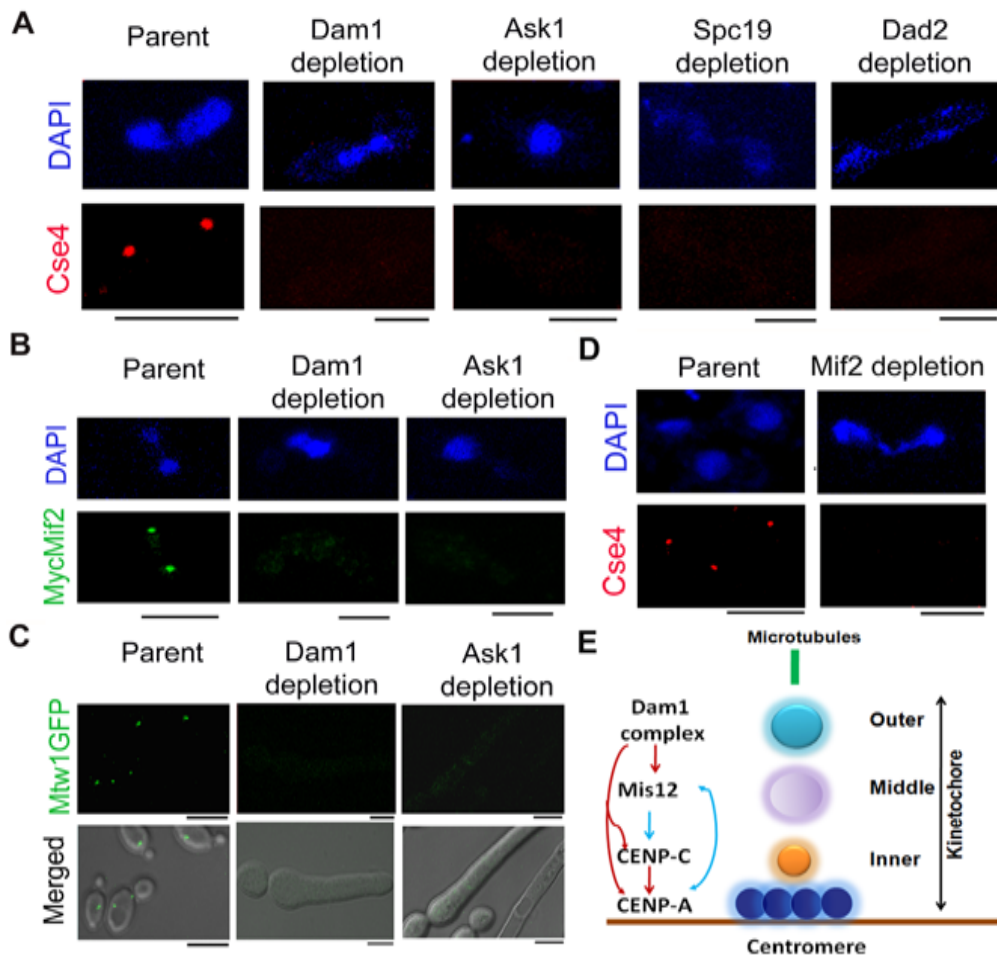 A
Parent
Dam1
depletion
Ask1
depletion
Spc19
depletion
Dad2
depletion
DAPI
Cse4
B
Parent
Dam1
depletion
Ask1
depletion
DAPI
MycMif2
C
Parent
Dam1
depletion
Ask1
depletion
Mtw1GFP
Merged
D
Parent
Mif2 depletion
DAPI
Cse4
E
Microtubules
Dam1
complex
Mis12
CENP-C
CENP-A
Outer
Middle
Inner
Kinetochore
Centromere